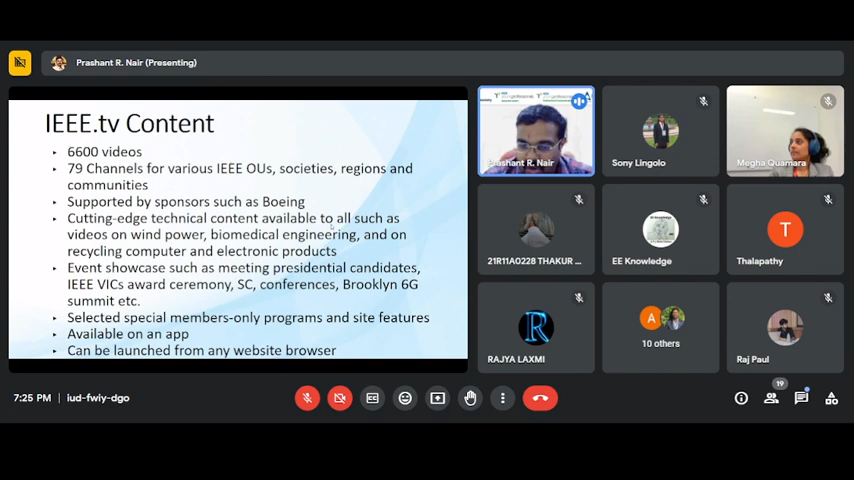 Prashant R. Nair (Presenting)
IEEE.tv Content
6600 videos
79 Channels for various IEEE OUs, societies, regions and
communities
Supported by sponsors such as Boeing
Cutting-edge technical content available to all such as
videos on wind power, biomedical engineering, and on
recycling computer and electronic products
Event showcase such as meeting presidential candidates,
IEEE VICs award ceremony, SC, conferences, Brooklyn 6G
summit etc.
Selected special members-only programs and site features
Available on an app
Can be launched from any website browser
Prashant R. Nair
Sony Lingolo
Megha Quamara
21R11A0228 THAKUR ...
EE Knowledge
T
Thalapathy
R
RAJYA LAXMI
A
10 others
Raj Paul
7:25 PM | iud-fwiy-dgo
19